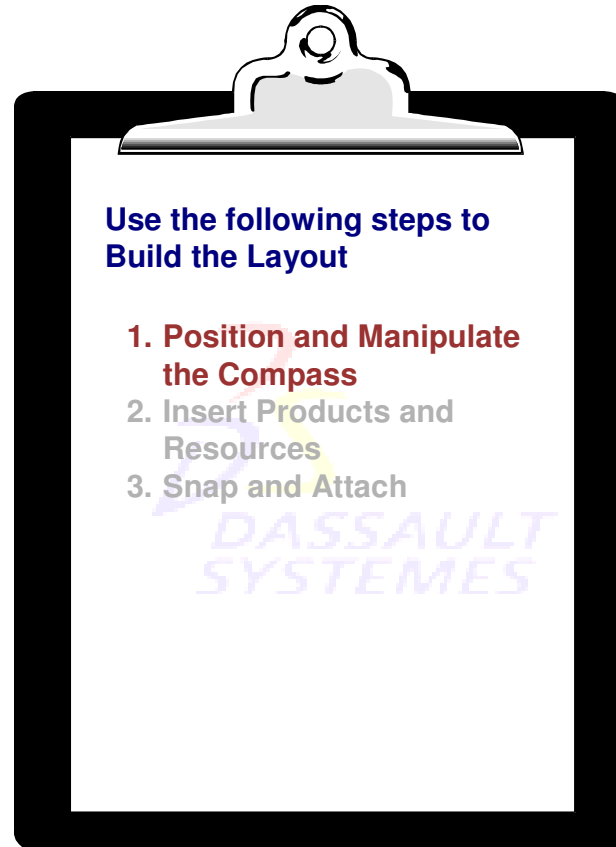 Use the following steps to
Build the Layout
1. Position and Manipulate
the Compass
2. Insert Products and
Resources
3. Snap and Attach
DASSAULT
SYSTEMES